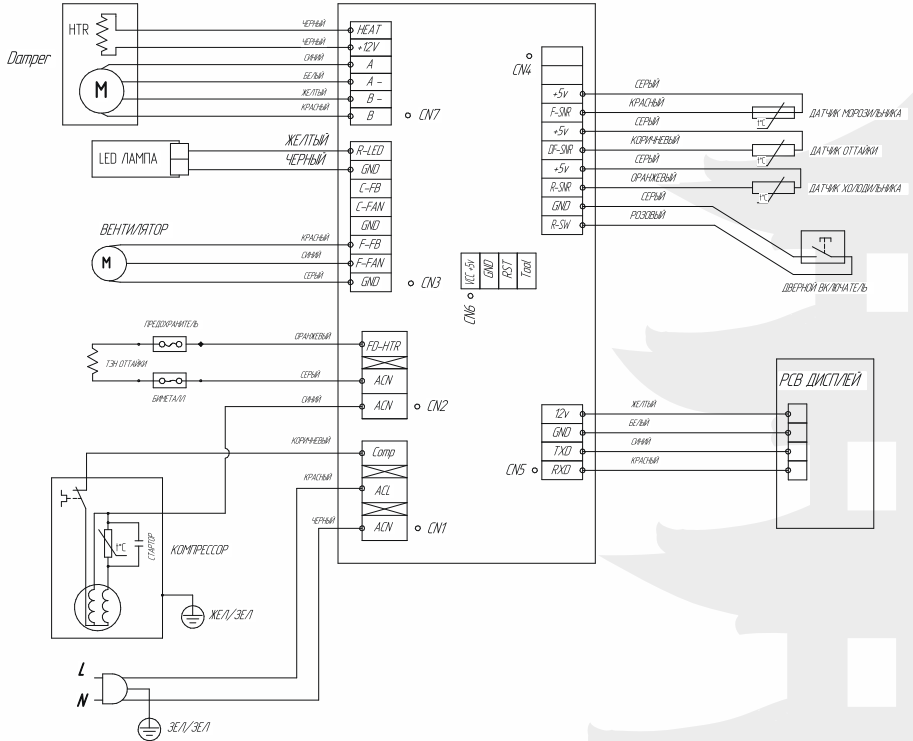 Damper
HTR
M
ЧЕРНЫЙ
ЧЕРНЫЙ
СИНИЙ
БЕЛЫЙ
ЖЕЛТЫЙ
КРАСНЫЙ
HEAT
+12V
A
A -
B -
B
CN7
LED ЛАМПА
ЖЕЛТЫЙ
ЧЕРНЫЙ
R-LED
GND
C-FB
C-FAN
GND
F-FB
F-FAN
GND
CN3
ВЕНТИЛЯТОР
M
КРАСНЫЙ
СИНИЙ
СЕРЫЙ
ПРЕДОХРАНИТЕЛЬ
ТЭН ОТТАЙКИ
БИМЕТАЛЛ
ОРАНЖЕВЫЙ
СЕРЫЙ
СИНИЙ
FD-HTR
ACN
ACN
CN2
КОРИЧНЕВЫЙ
КРАСНЫЙ
ЧЕРНЫЙ
Comp
ACL
ACN
CN1
t°C
СТАРТОР
КОМПРЕССОР
ЖЕЛ/ЗЕЛ
L
N
ЗЕЛ/ЗЕЛ
CN4
+5v
F-SNR
+5v
DF-SNR
+5v
R-SNR
GND
R-SW
СЕРЫЙ
КРАСНЫЙ
СЕРЫЙ
КОРИЧНЕВЫЙ
СЕРЫЙ
ОРАНЖЕВЫЙ
СЕРЫЙ
РОЗОВЫЙ
t°C
ДАТЧИК МОРОЗИЛЬНИКА
t°C
ДАТЧИК ОТТАЙКИ
t°C
ДАТЧИК ХОЛОДИЛЬНИКА
ДВЕРНОЙ ВКЛЮЧАТЕЛЬ
VCC +5v
GND
RST
Tool
CN6
12v
GND
TXD
RXD
CN5
ЖЕЛТЫЙ
БЕЛЫЙ
СИНИЙ
КРАСНЫЙ
PCB ДИСПЛЕЙ